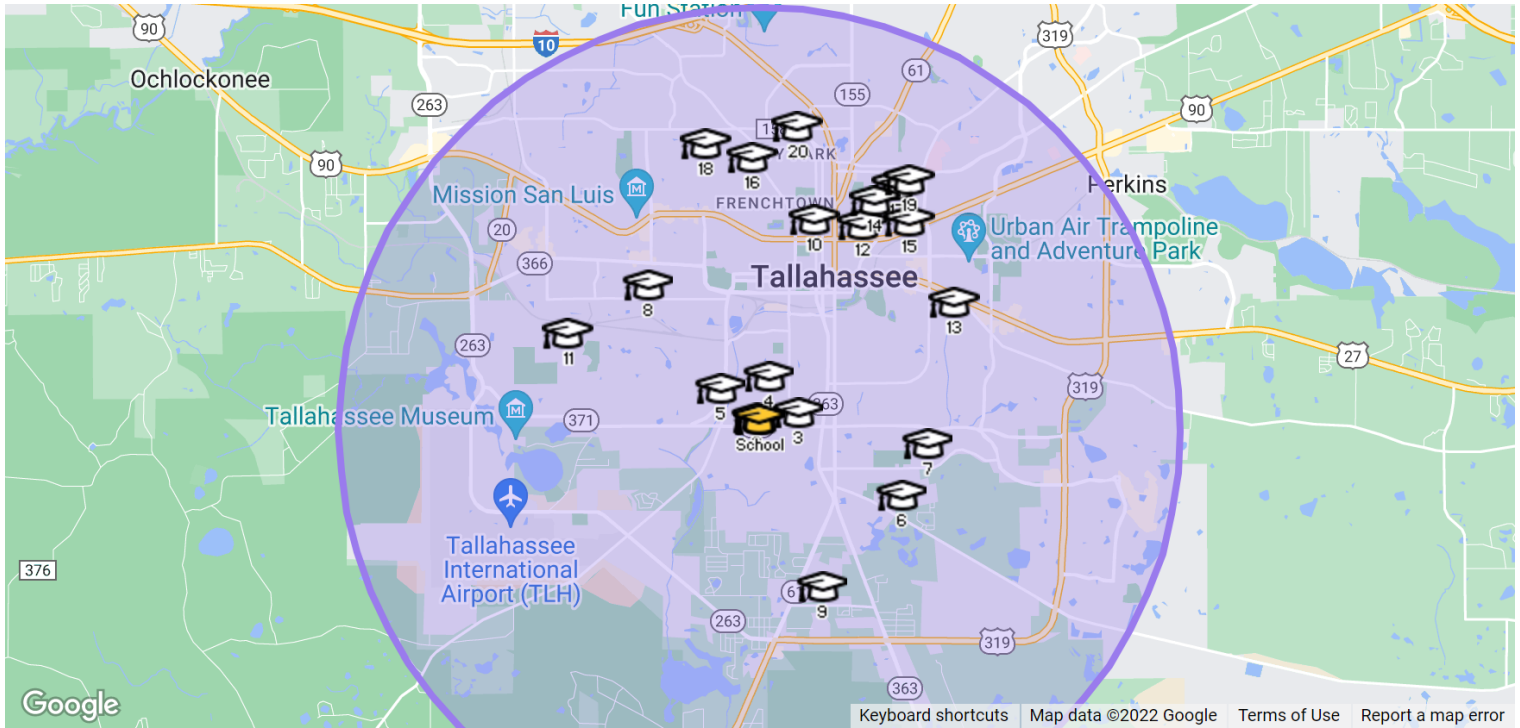 Fun Station
90
319
10
Ochlockonee
61
263
155
90
20
90
18
16
PARK
Perkins
Mission San Luis
FRENCHTOWN
19
14
10
12
15
Urban Air Trampoline
and Adventure Park
20
366
Tallahassee
8
13
263
11
27
319
4
5
263
3
Tallahassee Museum
371
School
7
6
Tallahassee
International
Airport (TLH)
376
9
263
319
363
Google
Keyboard shortcuts
Map data ©2022 Google
Terms of Use
Report a map error